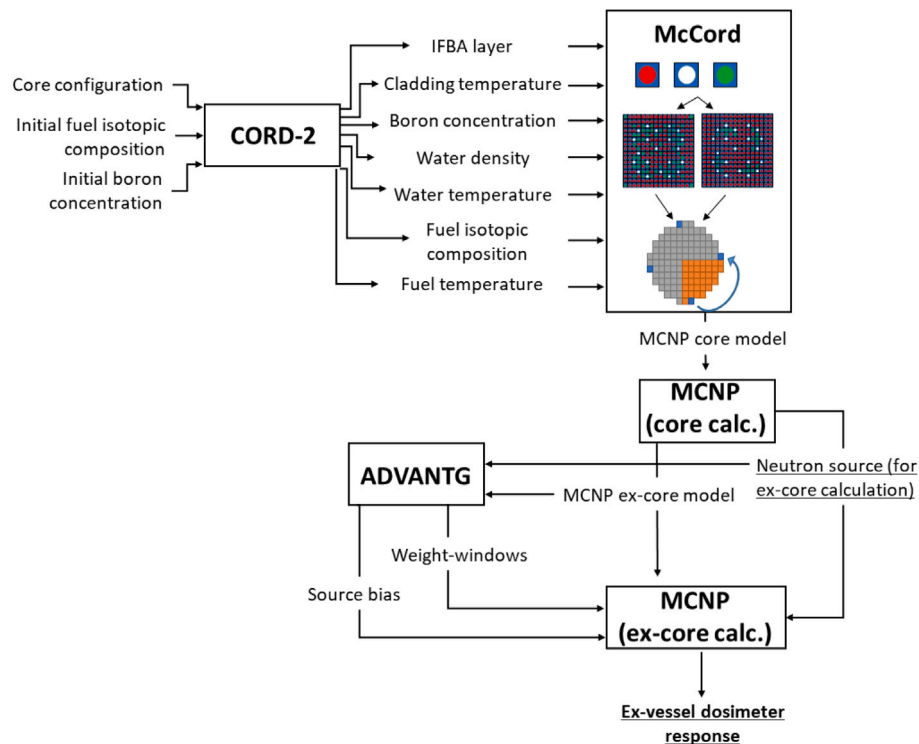 Core configuration
Initial fuel isotopic
composition
Initial boron
concentration
CORD-2
IFBA layer
Cladding temperature
Boron concentration
Water density
Water temperature
Fuel isotopic
composition
Fuel temperature
McCord
MCNP core model
MCNP
(core calc.)
ADVANTG
Neutron source (for
ex-core calculation)
MCNP ex-core model
Weight-windows
Source bias
MCNP
(ex-core calc.)
Ex-vessel dosimeter
response